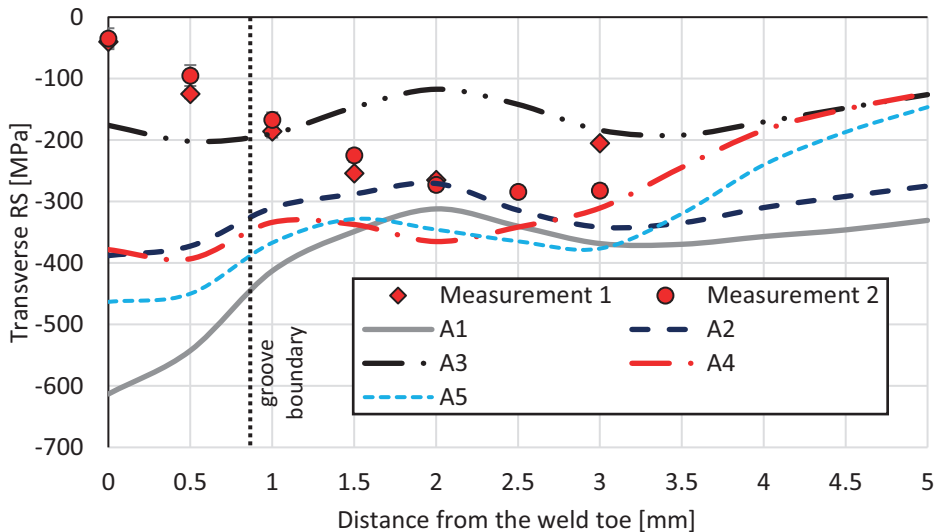 0
-100
-200
-300
-400
-500
-600
-700
Transverse RS [MPa]
groove
boundary
Measurement 1
Measurement 2
A1
A2
A3
A4
A5
0 0.5 1 1.5 2 2.5 3 3.5 4 4.5 5
Distance from the weld toe [mm]